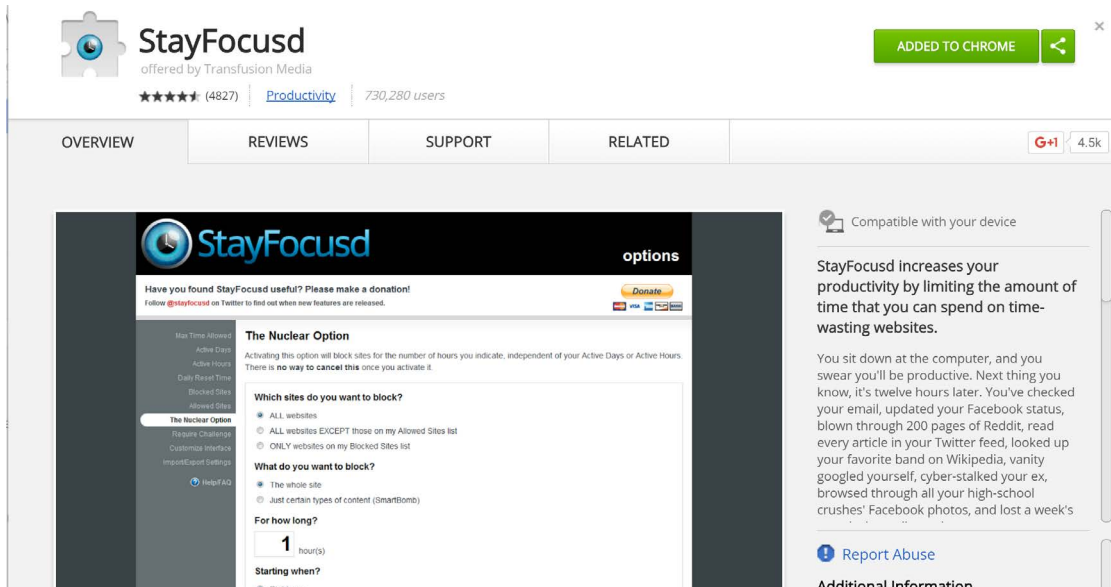 StayFocusd
offered by Transfusion Media
(4827)
Productivity
730,280 users
ADDED TO CHROME
OVERVIEW
REVIEWS
SUPPORT
RELATED
G+1
4.5k
StayFocusd
options
Have you found StayFocusd useful? Please make a donation!
Follow @stayfocusd on Twitter to find out when new features are released.
Donate
VISA
Max Time Allowed
Active Days
Active Hours
Daily Reset Time
Blocked Sites
Allowed Sites
The Nuclear Option
Require Challenge
Customize Interface
Import/Export Settings
Help/FAQ
The Nuclear Option
Activating this option will block sites for the number of hours you indicate, independent of your Active Days or Active Hours.
There is no way to cancel this once you activate it.
Which sites do you want to block?
ALL websites
ALL websites EXCEPT those on my Allowed Sites list
ONLY websites on my Blocked Sites list
What do you want to block?
The whole site
Just certain types of content (SmartBomb)
For how long?
1 hour(s)
Starting when?
Compatible with your device
StayFocusd increases your
productivity by limiting the amount of
time that you can spend on time-
wasting websites.
You sit down at the computer, and you
swear you'll be productive. Next thing you
know, it's twelve hours later. You've checked
your email, updated your Facebook status,
blown through 200 pages of Reddit, read
every article in your Twitter feed, looked up
your favorite band on Wikipedia, vanity
googled yourself, cyber-stalked your ex,
browsed through all your high-school
crushes' Facebook photos, and lost a week's
Report Abuse
Additional Information